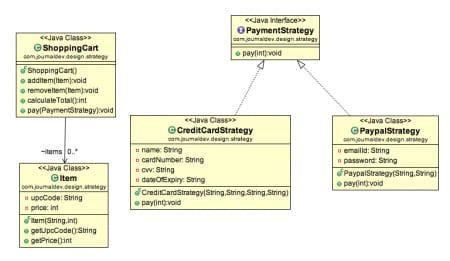 <<Java Class>>
ShoppingCart
com.journaldev.design.strategy
ShoppingCart()
addItem(Item):void
removeItem(Item):void
calculateTotal():int
pay(PaymentStrategy):void
~items 0..*
<<Java Class>>
Item
com.journaldev.design.strategy
upcCode: String
price: int
Item(String,int)
getUpcCode():String
getPrice():int
<<Java Interface>>
PaymentStrategy
com.journaldev.design.strategy
pay(int):void
<<Java Class>>
CreditCardStrategy
com.journaldev.design.strategy
name: String
cardNumber: String
cvv: String
dateOfExpiry: String
CreditCardStrategy(String,String,String,String)
pay(int):void
<<Java Class>>
PaypalStrategy
com.journaldev.design.strategy
emailId: String
password: String
PaypalStrategy(String,String)
pay(int):void